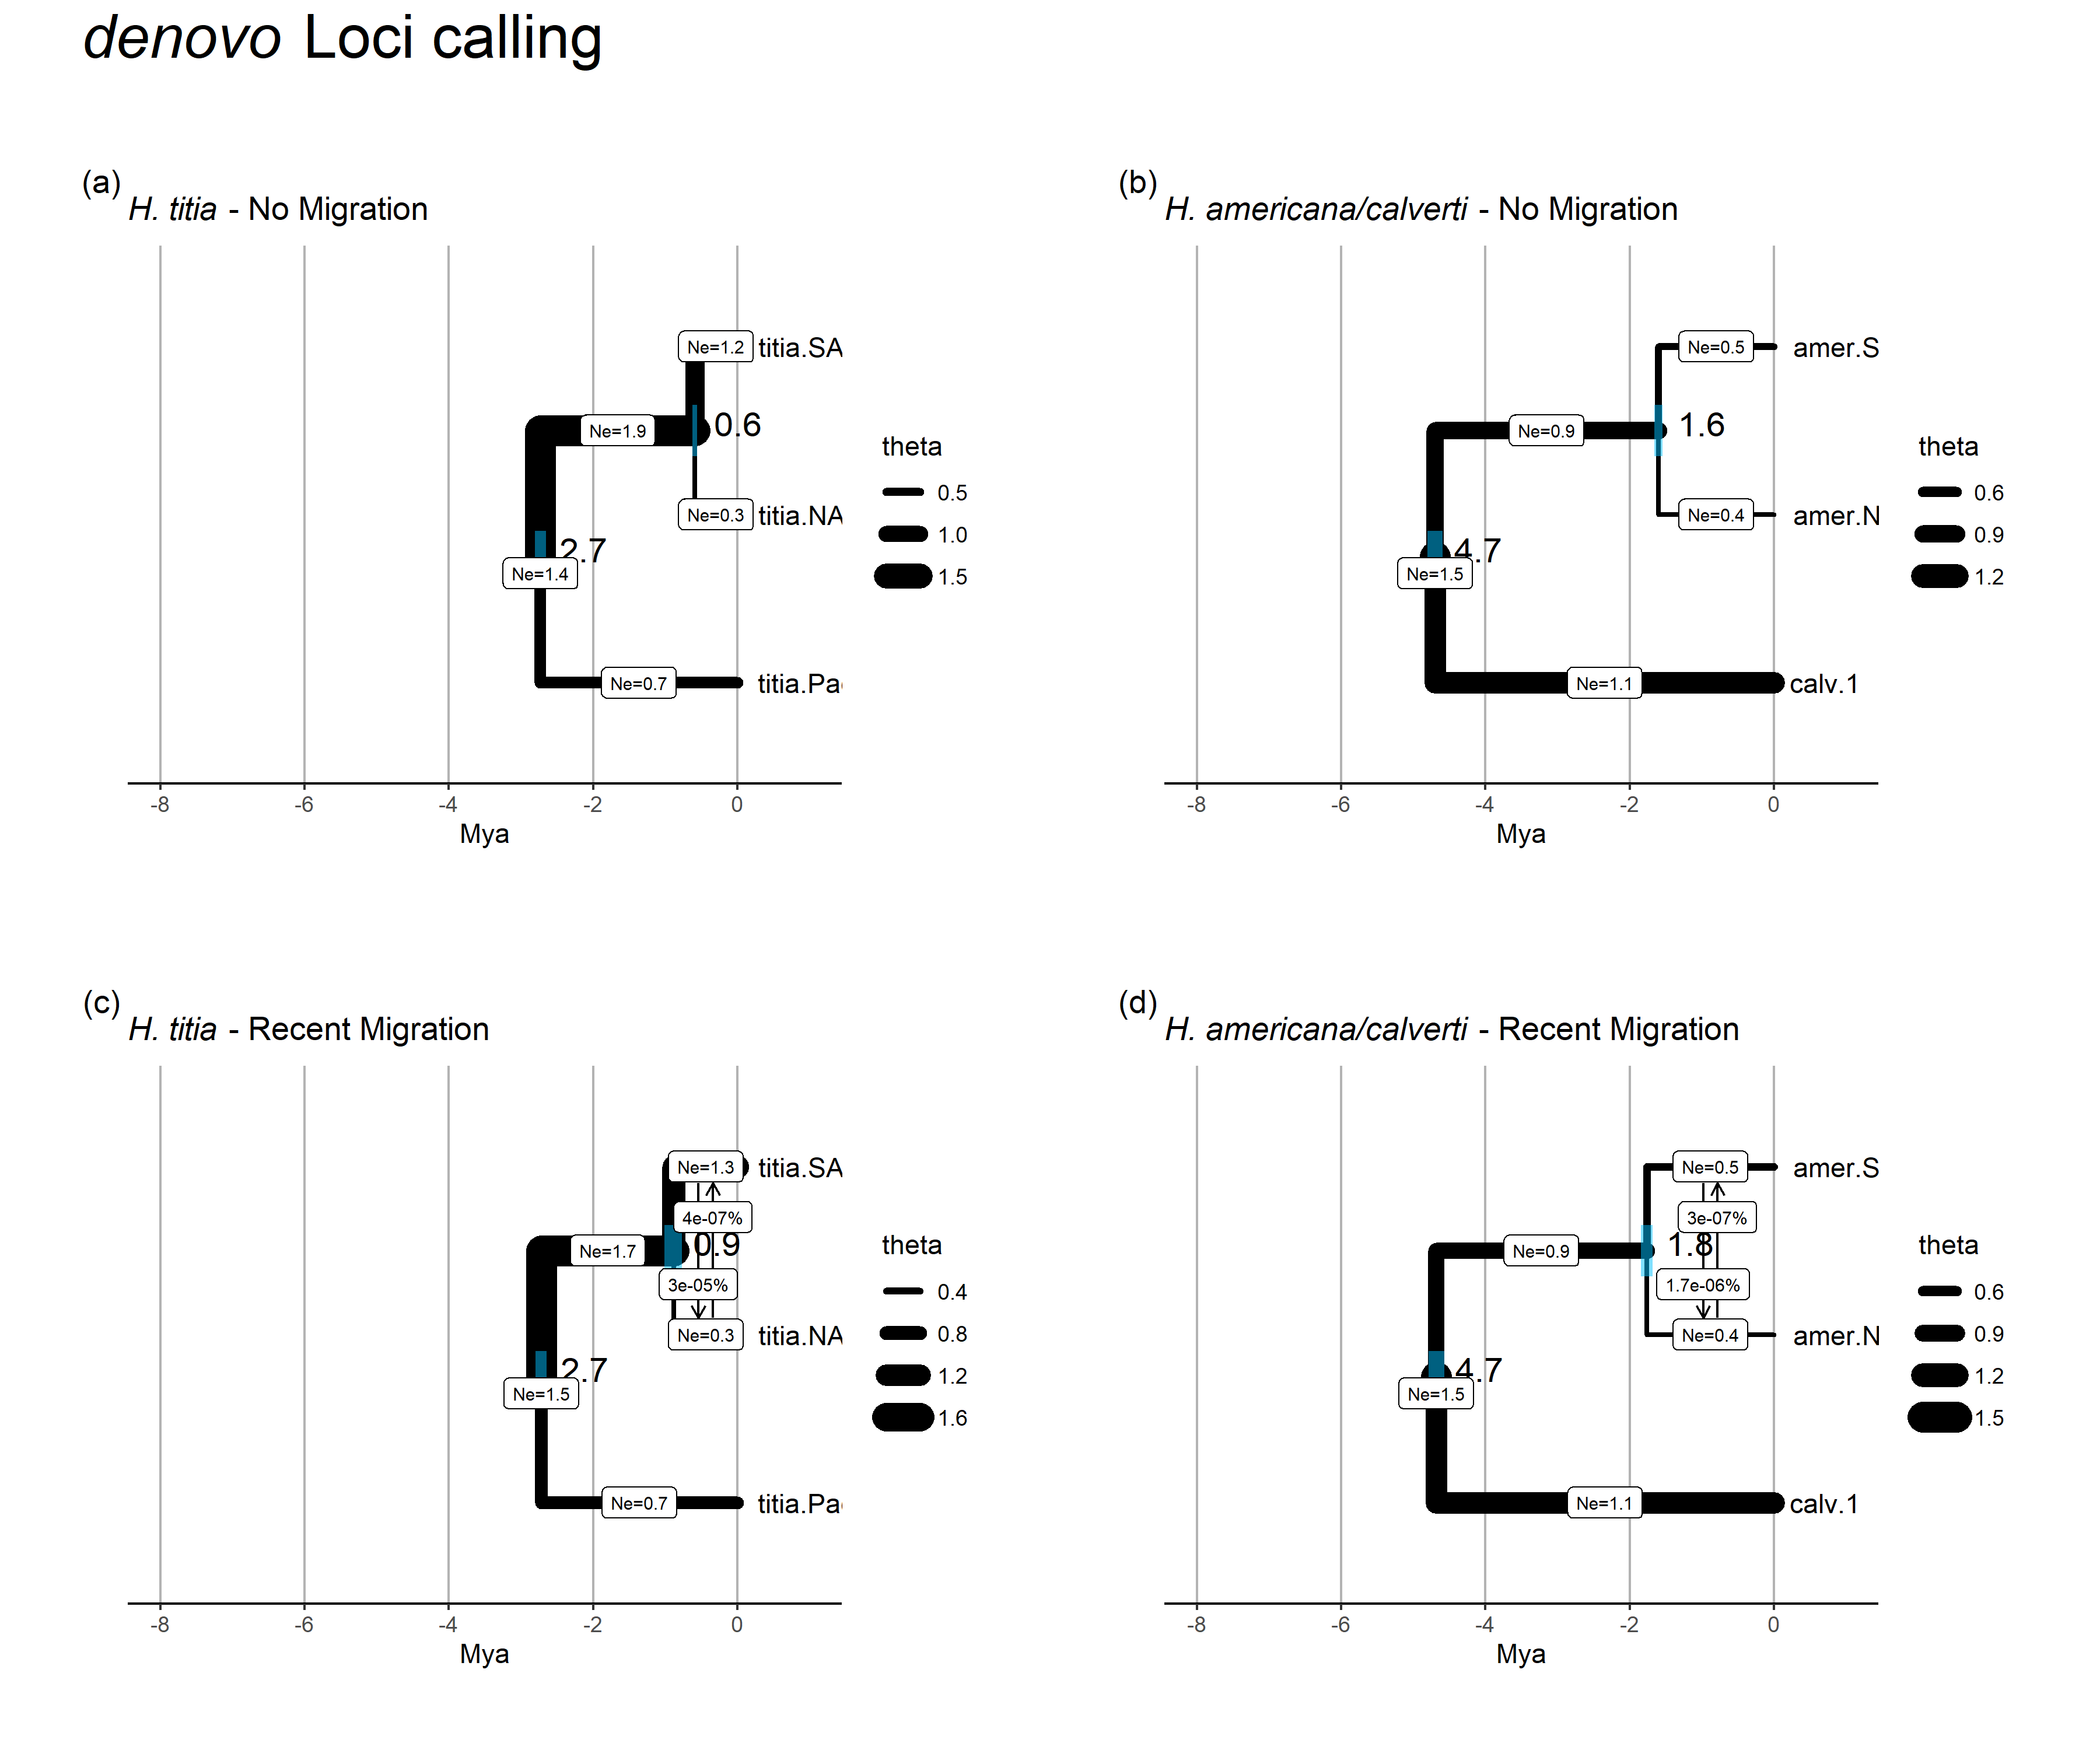 denovo Loci calling
(a)
H. titia - No Migration
Ne=1.2
titia.SA
Ne=1.9
0.6
Ne=0.3
titia.NA
2.7
Ne=1.4
Ne=0.7
titia.Pa
-8
-6
-4
-2
0
Mya
theta
0.5
1.0
1.5
(b)
H. americana/calverti - No Migration
Ne=0.5
amer.S
Ne=0.9
1.6
Ne=0.4
amer.N
4.7
Ne=1.5
Ne=1.1
calv.1
-8
-6
-4
-2
0
Mya
theta
0.6
0.9
1.2
(c)
H. titia - Recent Migration
Ne=1.3
titia.SA
4e-07%
Ne=1.7
0.9
3e-05%
Ne=0.3
titia.NA
2.7
Ne=1.5
Ne=0.7
titia.Pa
-8
-6
-4
-2
0
Mya
theta
0.4
0.8
1.2
1.6
(d)
H. americana/calverti - Recent Migration
Ne=0.5
amer.S
3e-07%
Ne=0.9
1.8
1.7e-06%
Ne=0.4
amer.N
4.7
Ne=1.5
Ne=1.1
calv.1
-8
-6
-4
-2
0
Mya
theta
0.6
0.9
1.2
1.5